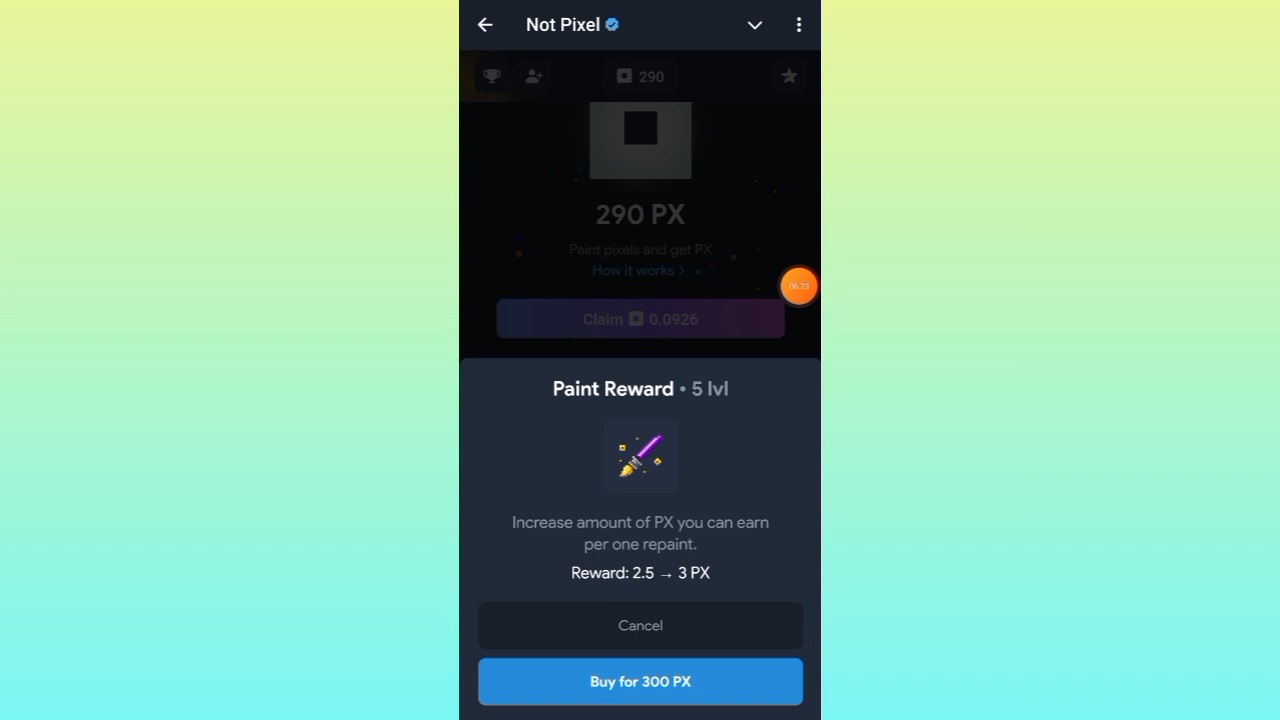 Not Pixel
290
290 PX
Paint pixels and get PX
How it works >
06:23
Claim 0.0926
Paint Reward • 5 lvl
Increase amount of PX you can earn
per one repaint.
Reward: 2.5 → 3 PX
Cancel
Buy for 300 PX